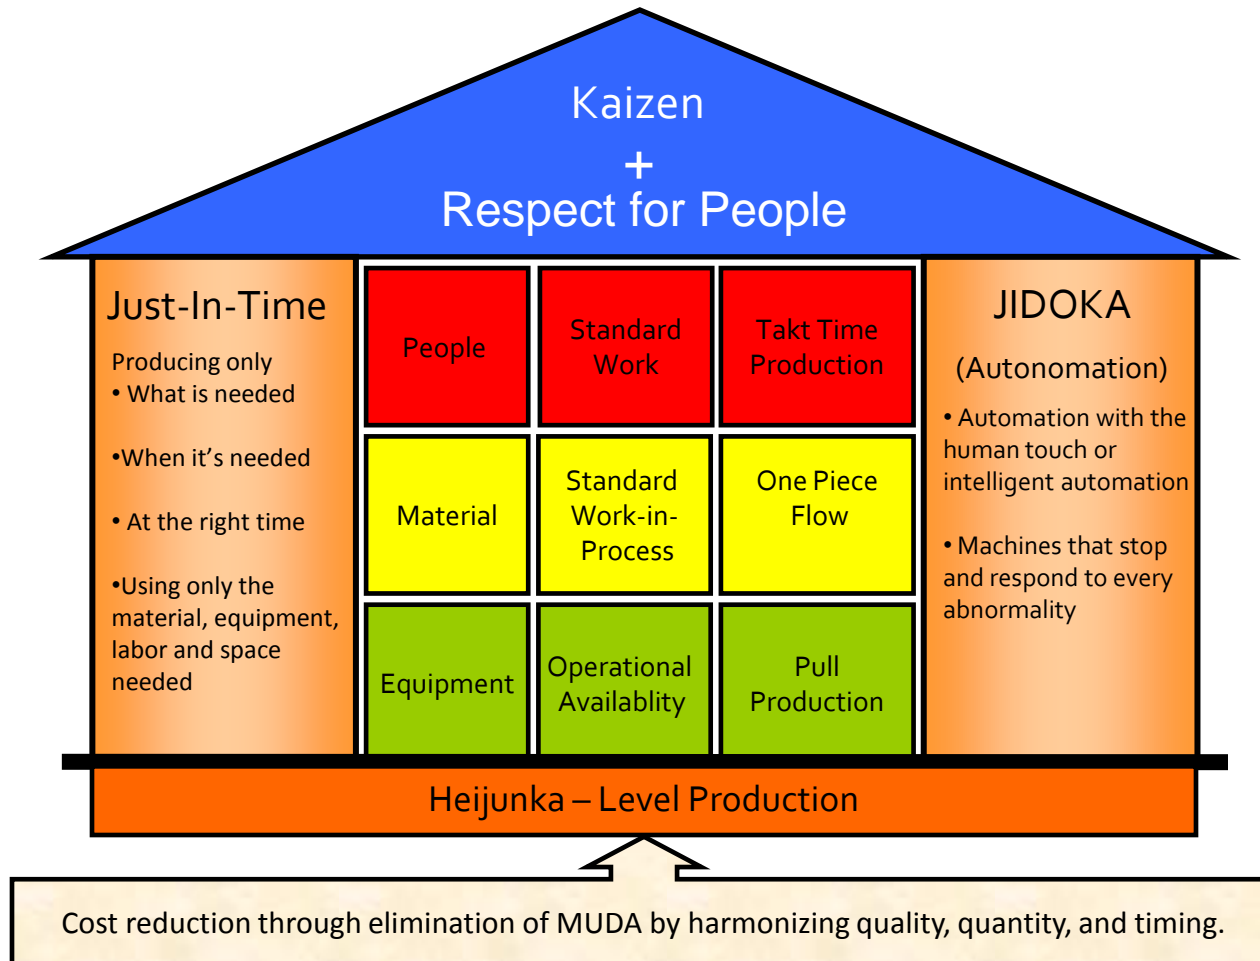 Kaizen
+
Respect for People
Just-In-Time
Producing only
• What is needed
•When it's needed
• At the right time
•Using only the
material, equipment,
labor and space
needed
People
Standard
Work
Takt Time
Production
Material
Standard
Work-in-
Process
One Piece
Flow
Equipment
Operational
Availablity
Pull
Production
JIDOKA
(Autonomation)
• Automation with the
human touch or
intelligent automation
• Machines that stop
and respond to every
abnormality
Heijunka – Level Production
Cost reduction through elimination of MUDA by harmonizing quality, quantity, and timing.